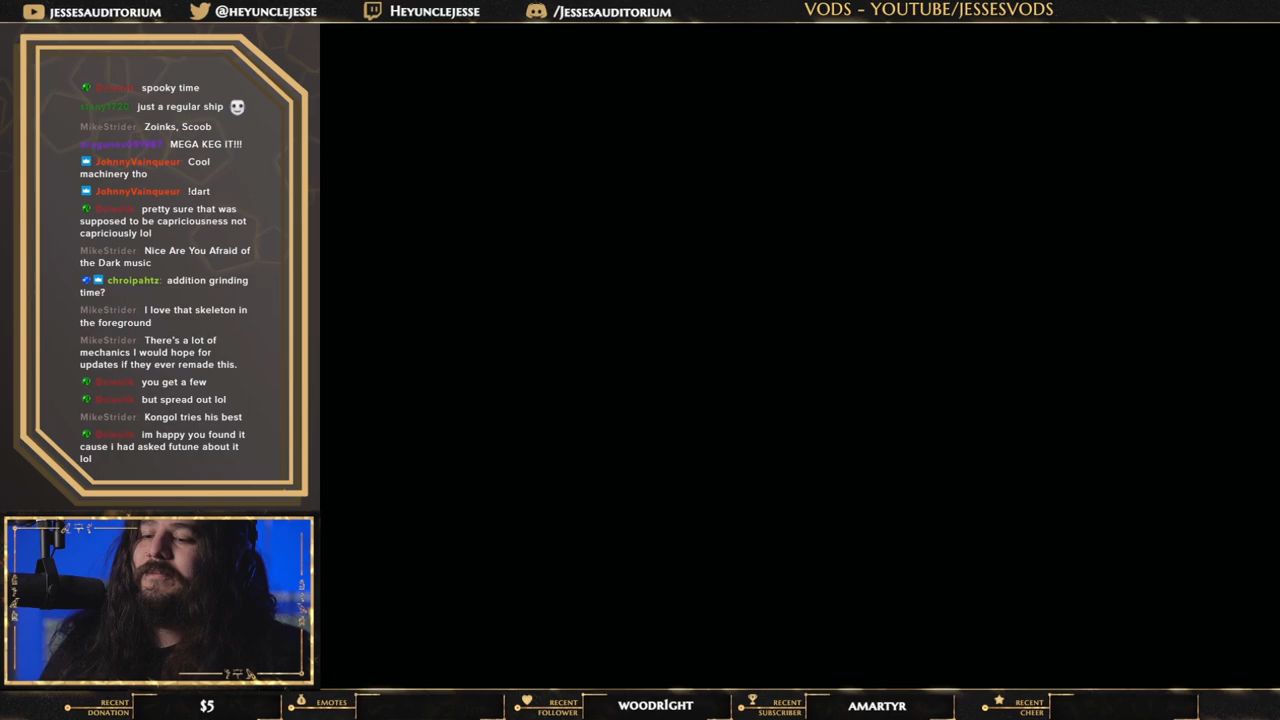 JESSESAUDITORIUM
@HEYUNCLEJESSE
HEYUNCLEJESSE
/JESSESAUDITORIUM
VODS - YOUTUBE/JESSESVODS
spooky time
just a regular ship
MikeStrider: Zoinks, Scoob
MEGA KEG IT!!!
JohnnyVainqueur: Cool
machinery tho
JohnnyVainqueur: !dart
pretty sure that was
supposed to be capriciousness not
capriciously lol
MikeStrider: Nice Are You Afraid of
the Dark music
chroipahtz: addition grinding
time?
MikeStrider: I love that skeleton in
the foreground
MikeStrider: There's a lot of
mechanics I would hope for
updates if they ever remade this.
you get a few
but spread out lol
MikeStrider: Kongol tries his best
im happy you found it
cause i had asked futune about it
lol
RECENT
DONATION
$5
EMOTES
RECENT
FOLLOWER
WOODRIGHT
RECENT
SUBSCRIBER
AMARTYR
RECENT
CHEER